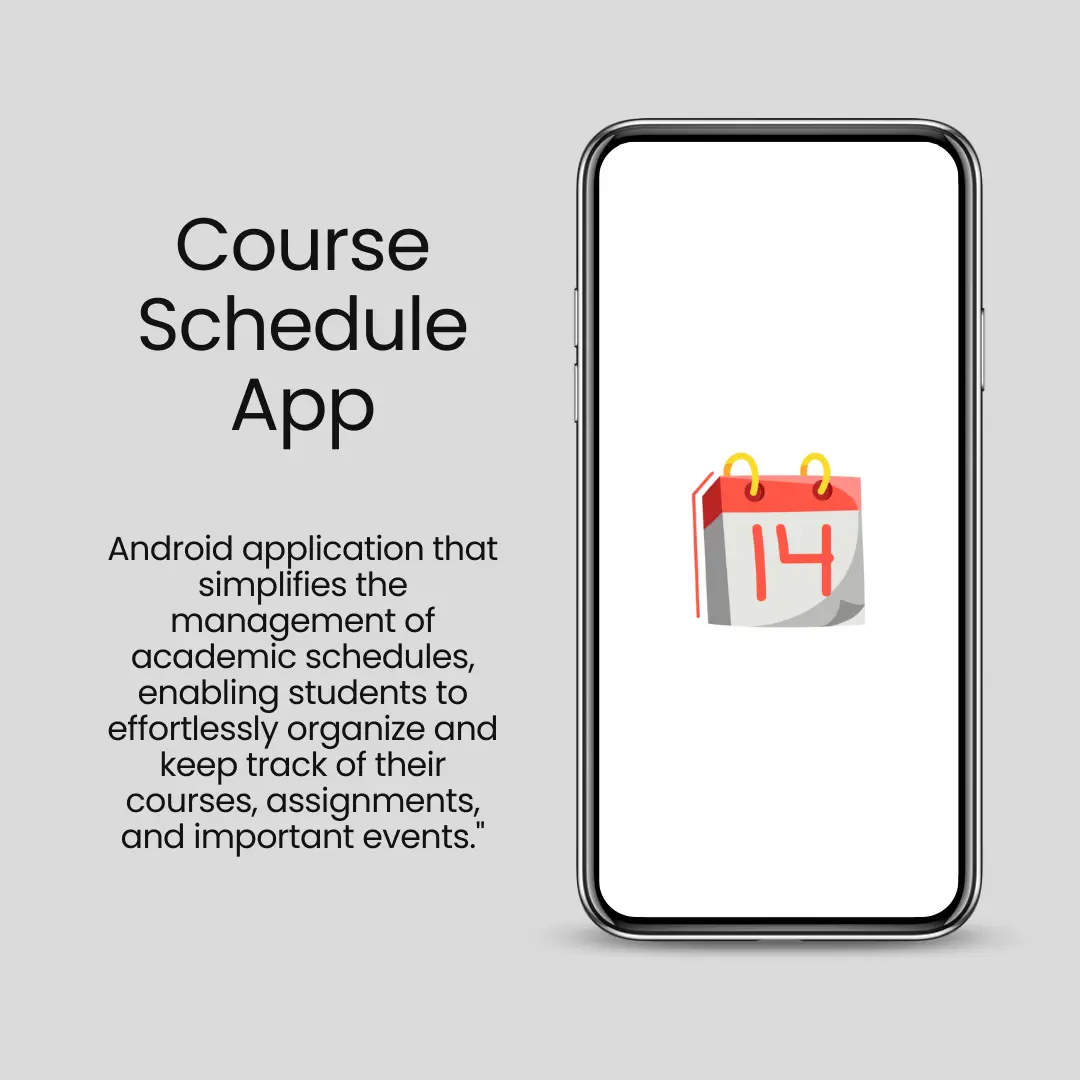 Course
Schedule
App
Android application that
simplifies the
management of
academic schedules,
enabling students to
effortlessly organize and
keep track of their
courses, assignments,
and important events."
14